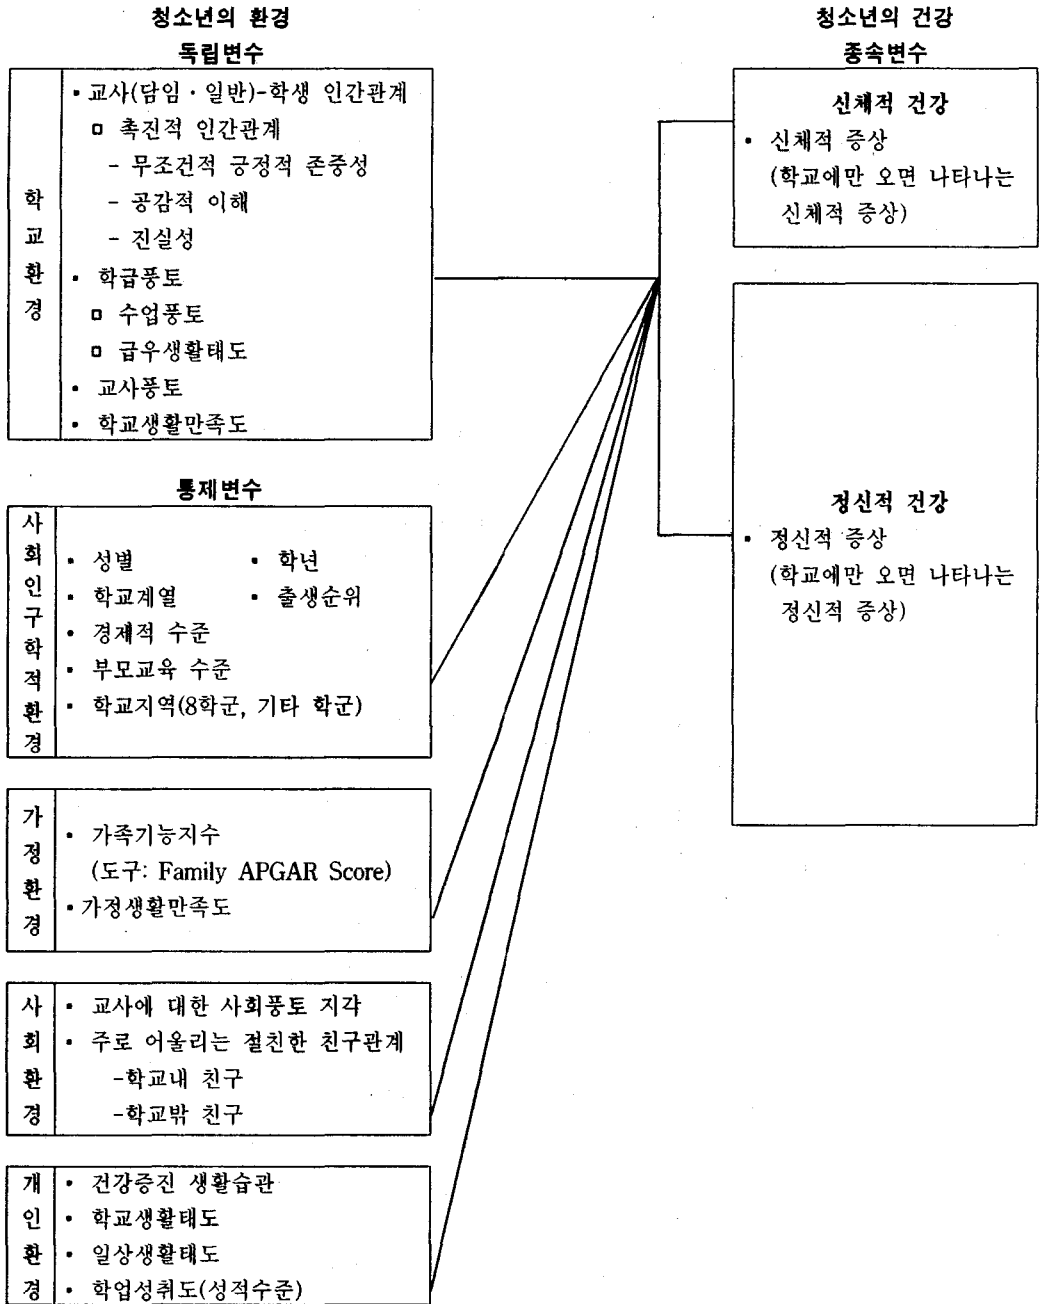 청소년의 환경
독립변수
학교환경
▪ 교사(담임 · 일반)-학생 인간관계
▫ 촉진적 인간관계
- 무조건적 긍정적 존중성
- 공감적 이해
- 진실성
▪ 학급풍토
▫ 수업풍토
▫ 급우생활태도
▪ 교사풍토
▪ 학교생활만족도
통제변수
사회인구학적환경
▪ 성별 ▪ 학년
▪ 학교계열 ▪ 출생순위
▪ 경제적 수준
▪ 부모교육 수준
▪ 학교지역(8학군, 기타 학군)
가정환경
▪ 가족기능지수
(도구: Family APGAR Score)
▪ 가정생활만족도
사회환경
▪ 교사에 대한 사회풍토 지각
▪ 주로 어울리는 절친한 친구관계
-학교내 친구
-학교밖 친구
개인환경
▪ 건강증진 생활습관
▪ 학교생활태도
▪ 일상생활태도
▪ 학업성취도(성적수준)
청소년의 건강
종속변수
신체적 건강
▪ 신체적 증상
(학교에만 오면 나타나는
신체적 증상)
정신적 건강
▪ 정신적 증상
(학교에만 오면 나타나는
정신적 증상)